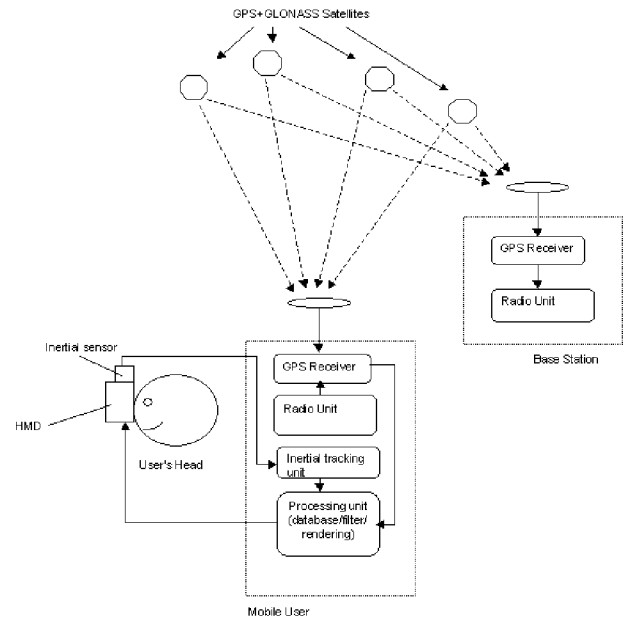 GPS+GLONASS Satellites
GPS Receiver
Radio Unit
Base Station
Inertial sensor
HMD
User's Head
GPS Receiver
Radio Unit
Inertial tracking
unit
Processing unit
(database/filter/
rendering)
Mobile User